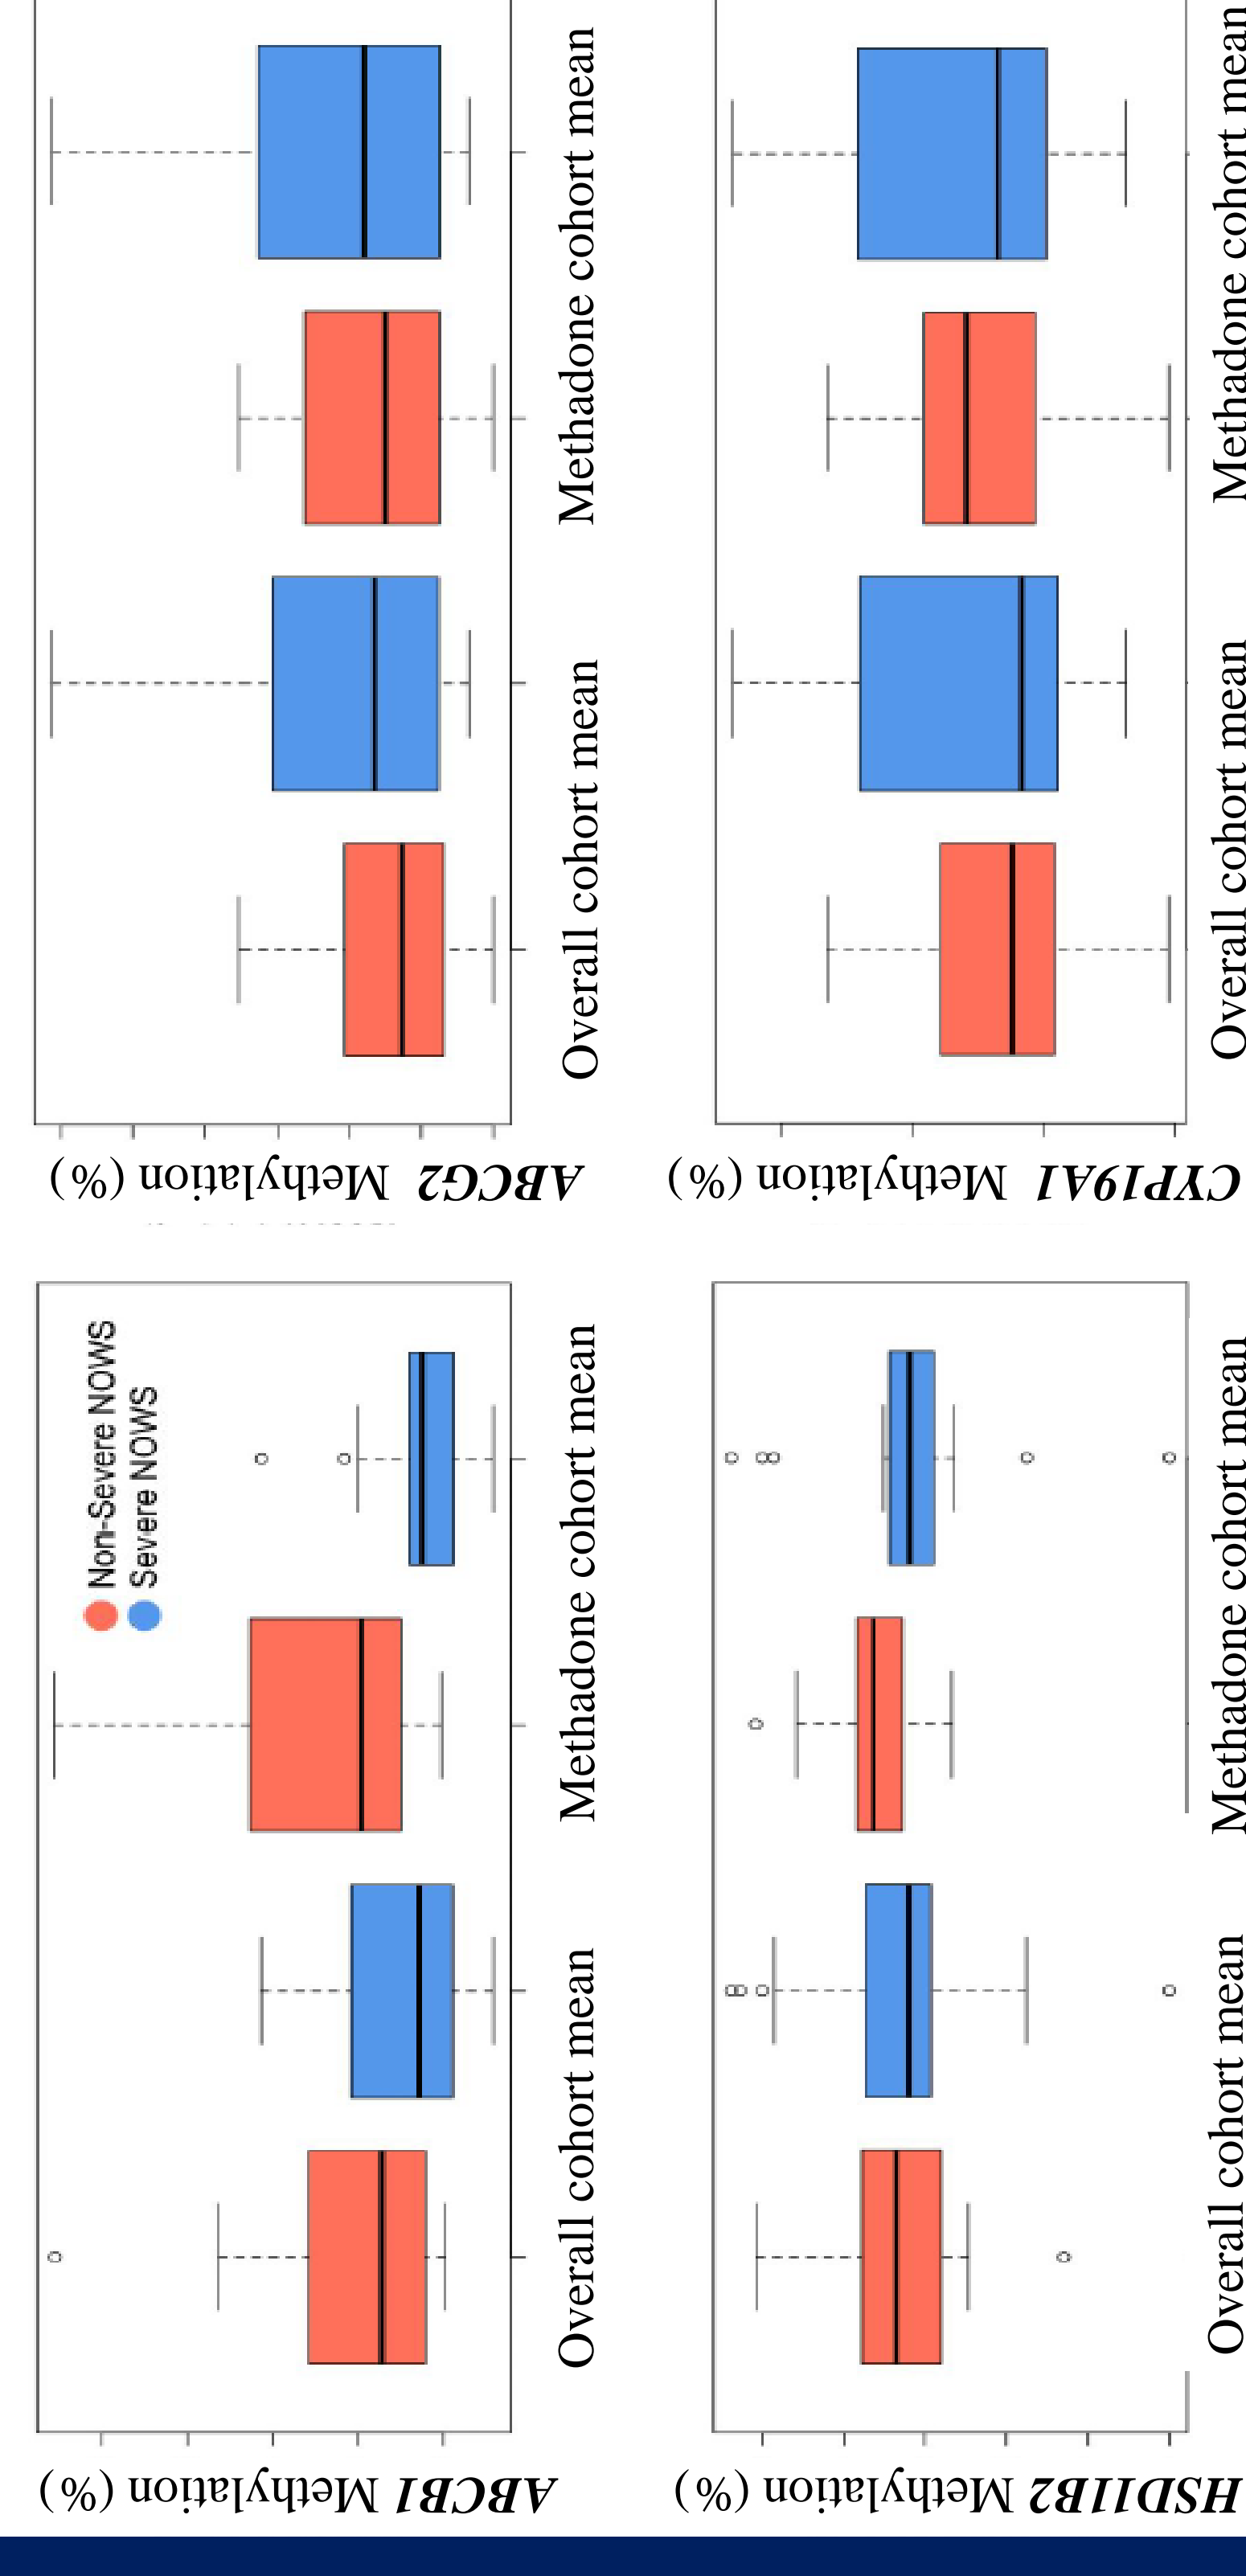 ABCB1 Methylation (%)
Non-Severe NOWS
Severe NOWS
Overall cohort mean
Methadone cohort mean
ABCG2 Methylation (%)
Overall cohort mean
Methadone cohort mean
HSD11B2 Methylation (%)
Overall cohort mean
Methadone cohort mean
CYP19A1 Methylation (%)
Overall cohort mean
Methadone cohort mean